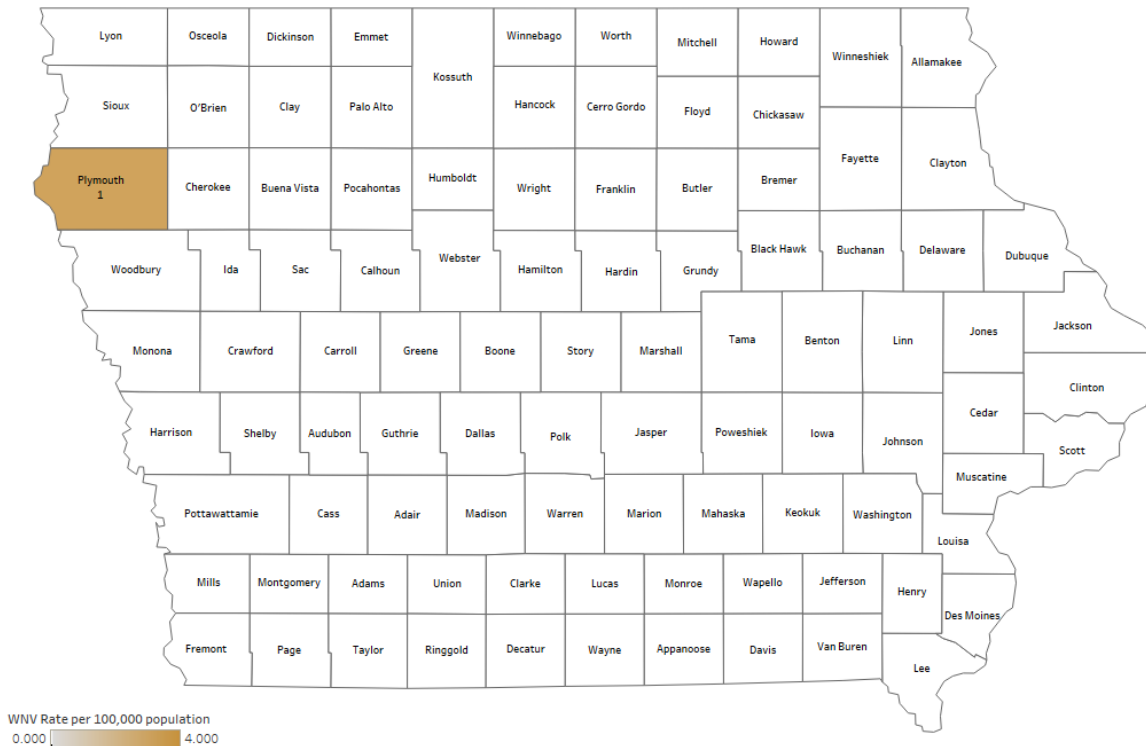 Lyon
Osceola
Dickinson
Emmet
Kossuth
Winnebago
Worth
Mitchell
Howard
Winneshiek
Allamakee
Sioux
O'Brien
Clay
Palo Alto
Hancock
Cerro Gordo
Floyd
Chickasaw
Fayette
Clayton
Plymouth
1
Cherokee
Buena Vista
Pocahontas
Humboldt
Wright
Franklin
Butler
Bremer
Woodbury
Ida
Sac
Calhoun
Webster
Hamilton
Hardin
Grundy
Black Hawk
Buchanan
Delaware
Dubuque
Monona
Crawford
Carroll
Greene
Boone
Story
Marshall
Tama
Benton
Linn
Jones
Jackson
Clinton
Harrison
Shelby
Audubon
Guthrie
Dallas
Polk
Jasper
Poweshiek
Iowa
Johnson
Cedar
Scott
Muscatine
Pottawattamie
Cass
Adair
Madison
Warren
Marion
Mahaska
Keokuk
Washington
Louisa
Mills
Montgomery
Adams
Union
Clarke
Lucas
Monroe
Wapello
Jefferson
Henry
Des Moines
Fremont
Page
Taylor
Ringgold
Decatur
Wayne
Appanoose
Davis
Van Buren
Lee
WNV Rate per 100,000 population
0.000 4.000